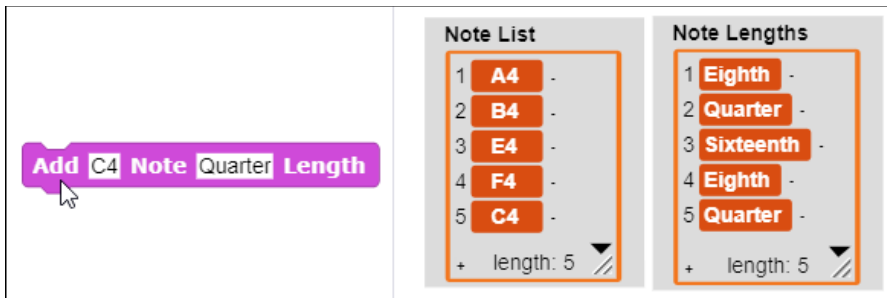 Add C4 Note Quarter Length
Note List
1 A4 -
2 B4 -
3 E4 -
4 F4 -
5 C4 -
+ length: 5
Note Lengths
1 Eighth -
2 Quarter -
3 Sixteenth -
4 Eighth -
5 Quarter -
+ length: 5